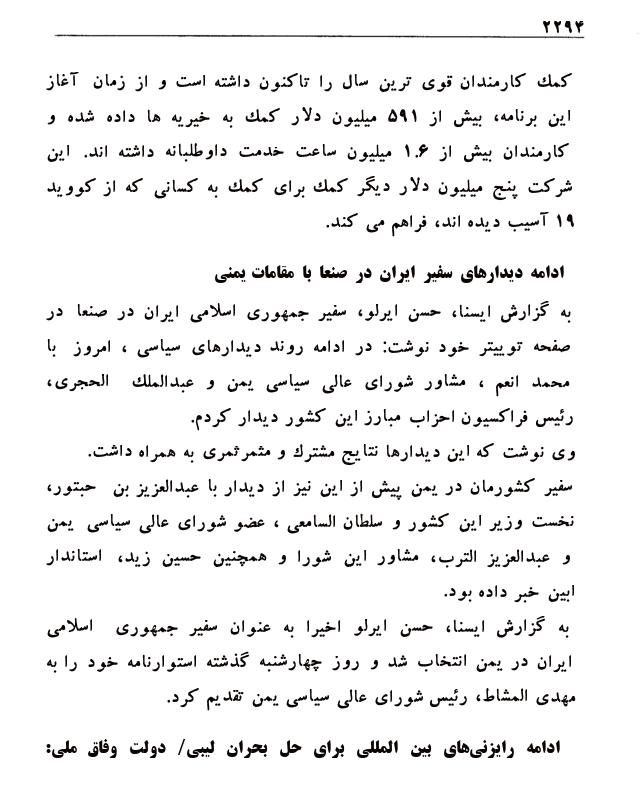 ۲۲۹۴
کمك کارمندان قوی ترین سال را تاکنون داشته است و از زمان آغاز
این برنامه، بیش از ۵۹۱ میلیون دلار کمك به خیریه ها داده شده و
کارمندان بیش از ۱.۶ میلیون ساعت خدمت داوطلبانه داشته اند. این
شرکت پنج میلیون دلار دیگر کمك برای کمك به کسانی که از کووید
۱۹ آسیب دیده اند، فراهم می کند.
ادامه دیدارهای سفیر ایران در صنعا با مقامات یمنی
به گزارش ایسنا، حسن ایرلو، سفیر جمهوری اسلامی ایران در صنعا در
صفحه توییتر خود نوشت: در ادامه روند دیدارهای سیاسی ، امروز با
محمد انعم ، مشاور شورای عالی سیاسی یمن و عبدالملك الحجری،
رئیس فراکسیون احزاب مبارز این کشور دیدار کردم.
وی نوشت که این دیدارها نتایج مشترك و مثمرثمری به همراه داشت.
سفیر کشورمان در یمن پیش از این نیز از دیدار با عبدالعزیز بن حبتور،
نخست وزیر این کشور و سلطان السامعی ، عضو شورای عالی سیاسی یمن
و عبدالعزیز الترب، مشاور این شورا و همچنین حسین زید، استاندار
ابین خبر داده بود.
به گزارش ایسنا، حسن ایرلو اخیرا به عنوان سفیر جمهوری اسلامی
ایران در یمن انتخاب شد و روز چهارشنبه گذشته استوارنامه خود را به
مهدی المشاط، رئیس شورای عالی سیاسی یمن تقدیم کرد.
ادامه رایزنی‌های بین المللی برای حل بحران لیبی/ دولت وفاق ملی: